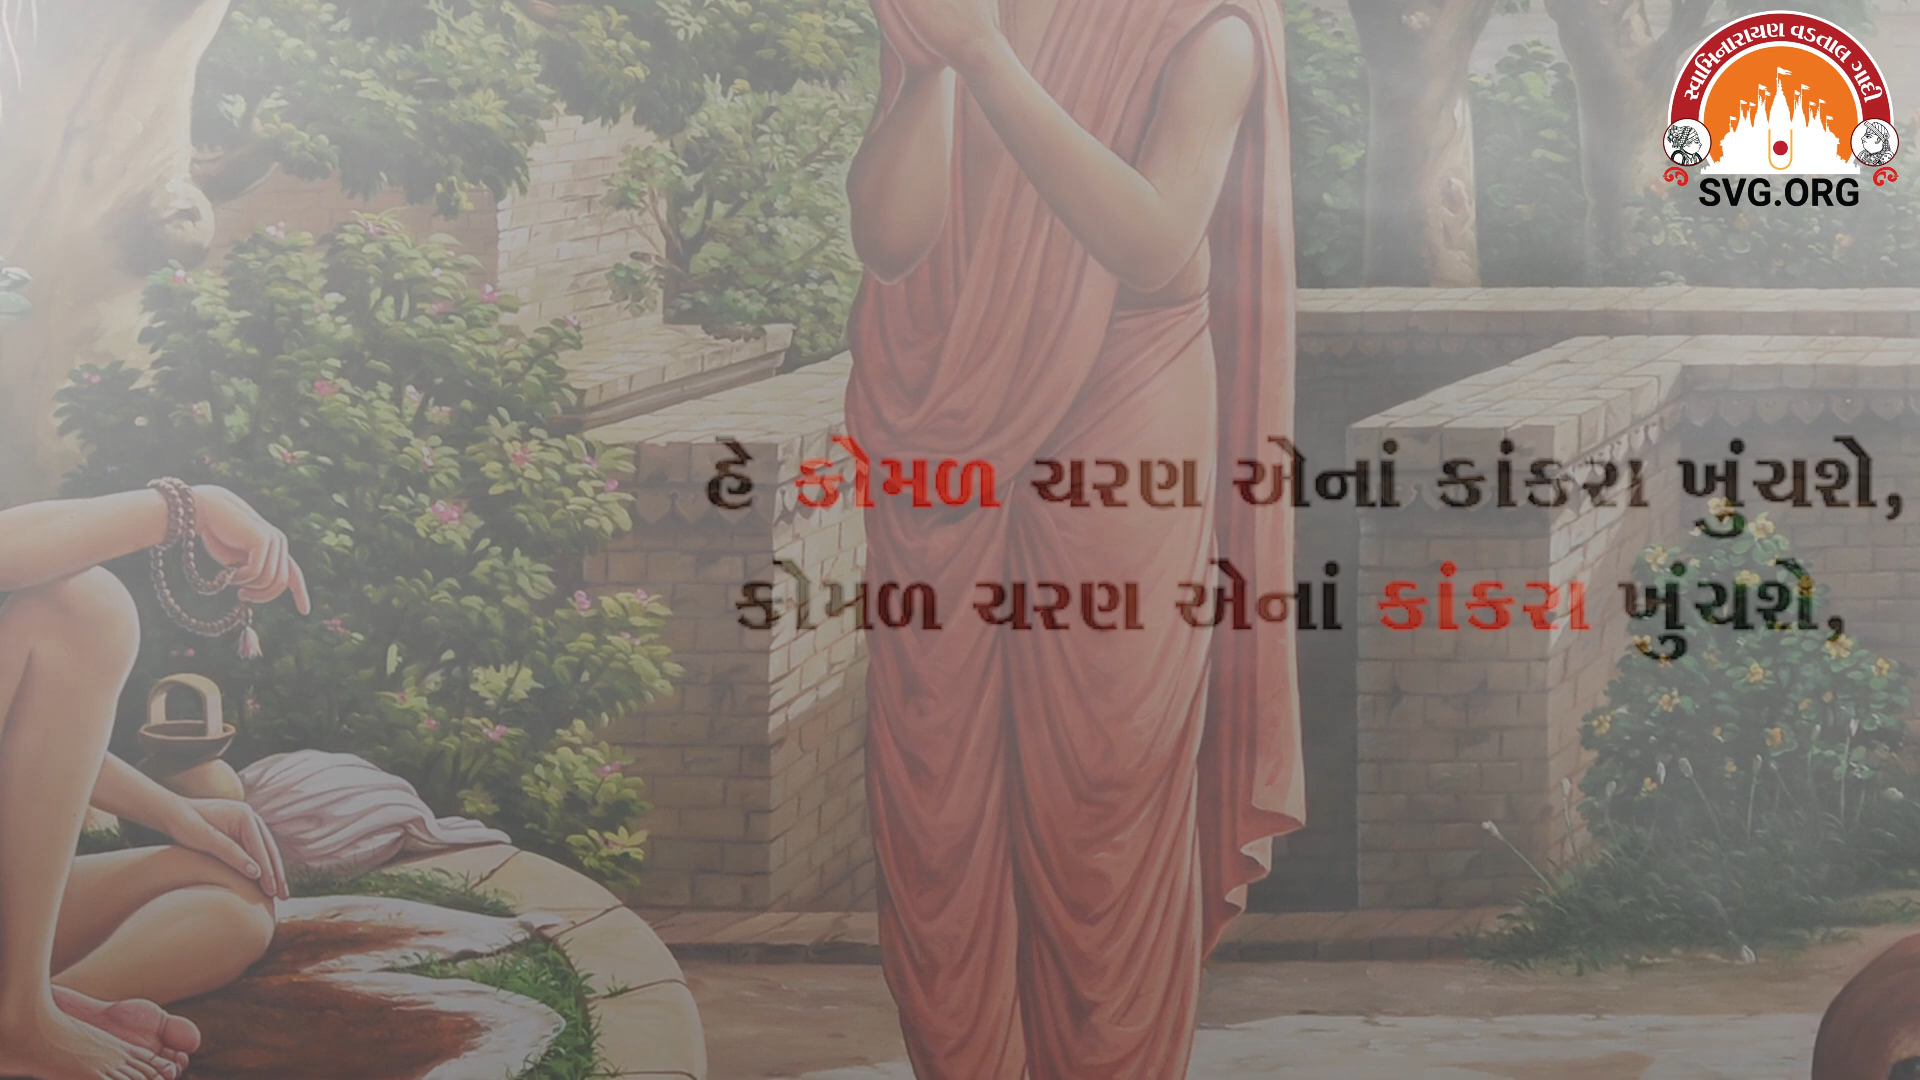 સ્વામિનારાયણ વડતાલ ગાદી
SVG.ORG
હે કોમળ ચરણ એનાં કાંકરા ખુંચશે,
કોમળ ચરણ એનાં કાંકરા ખુંચશે,